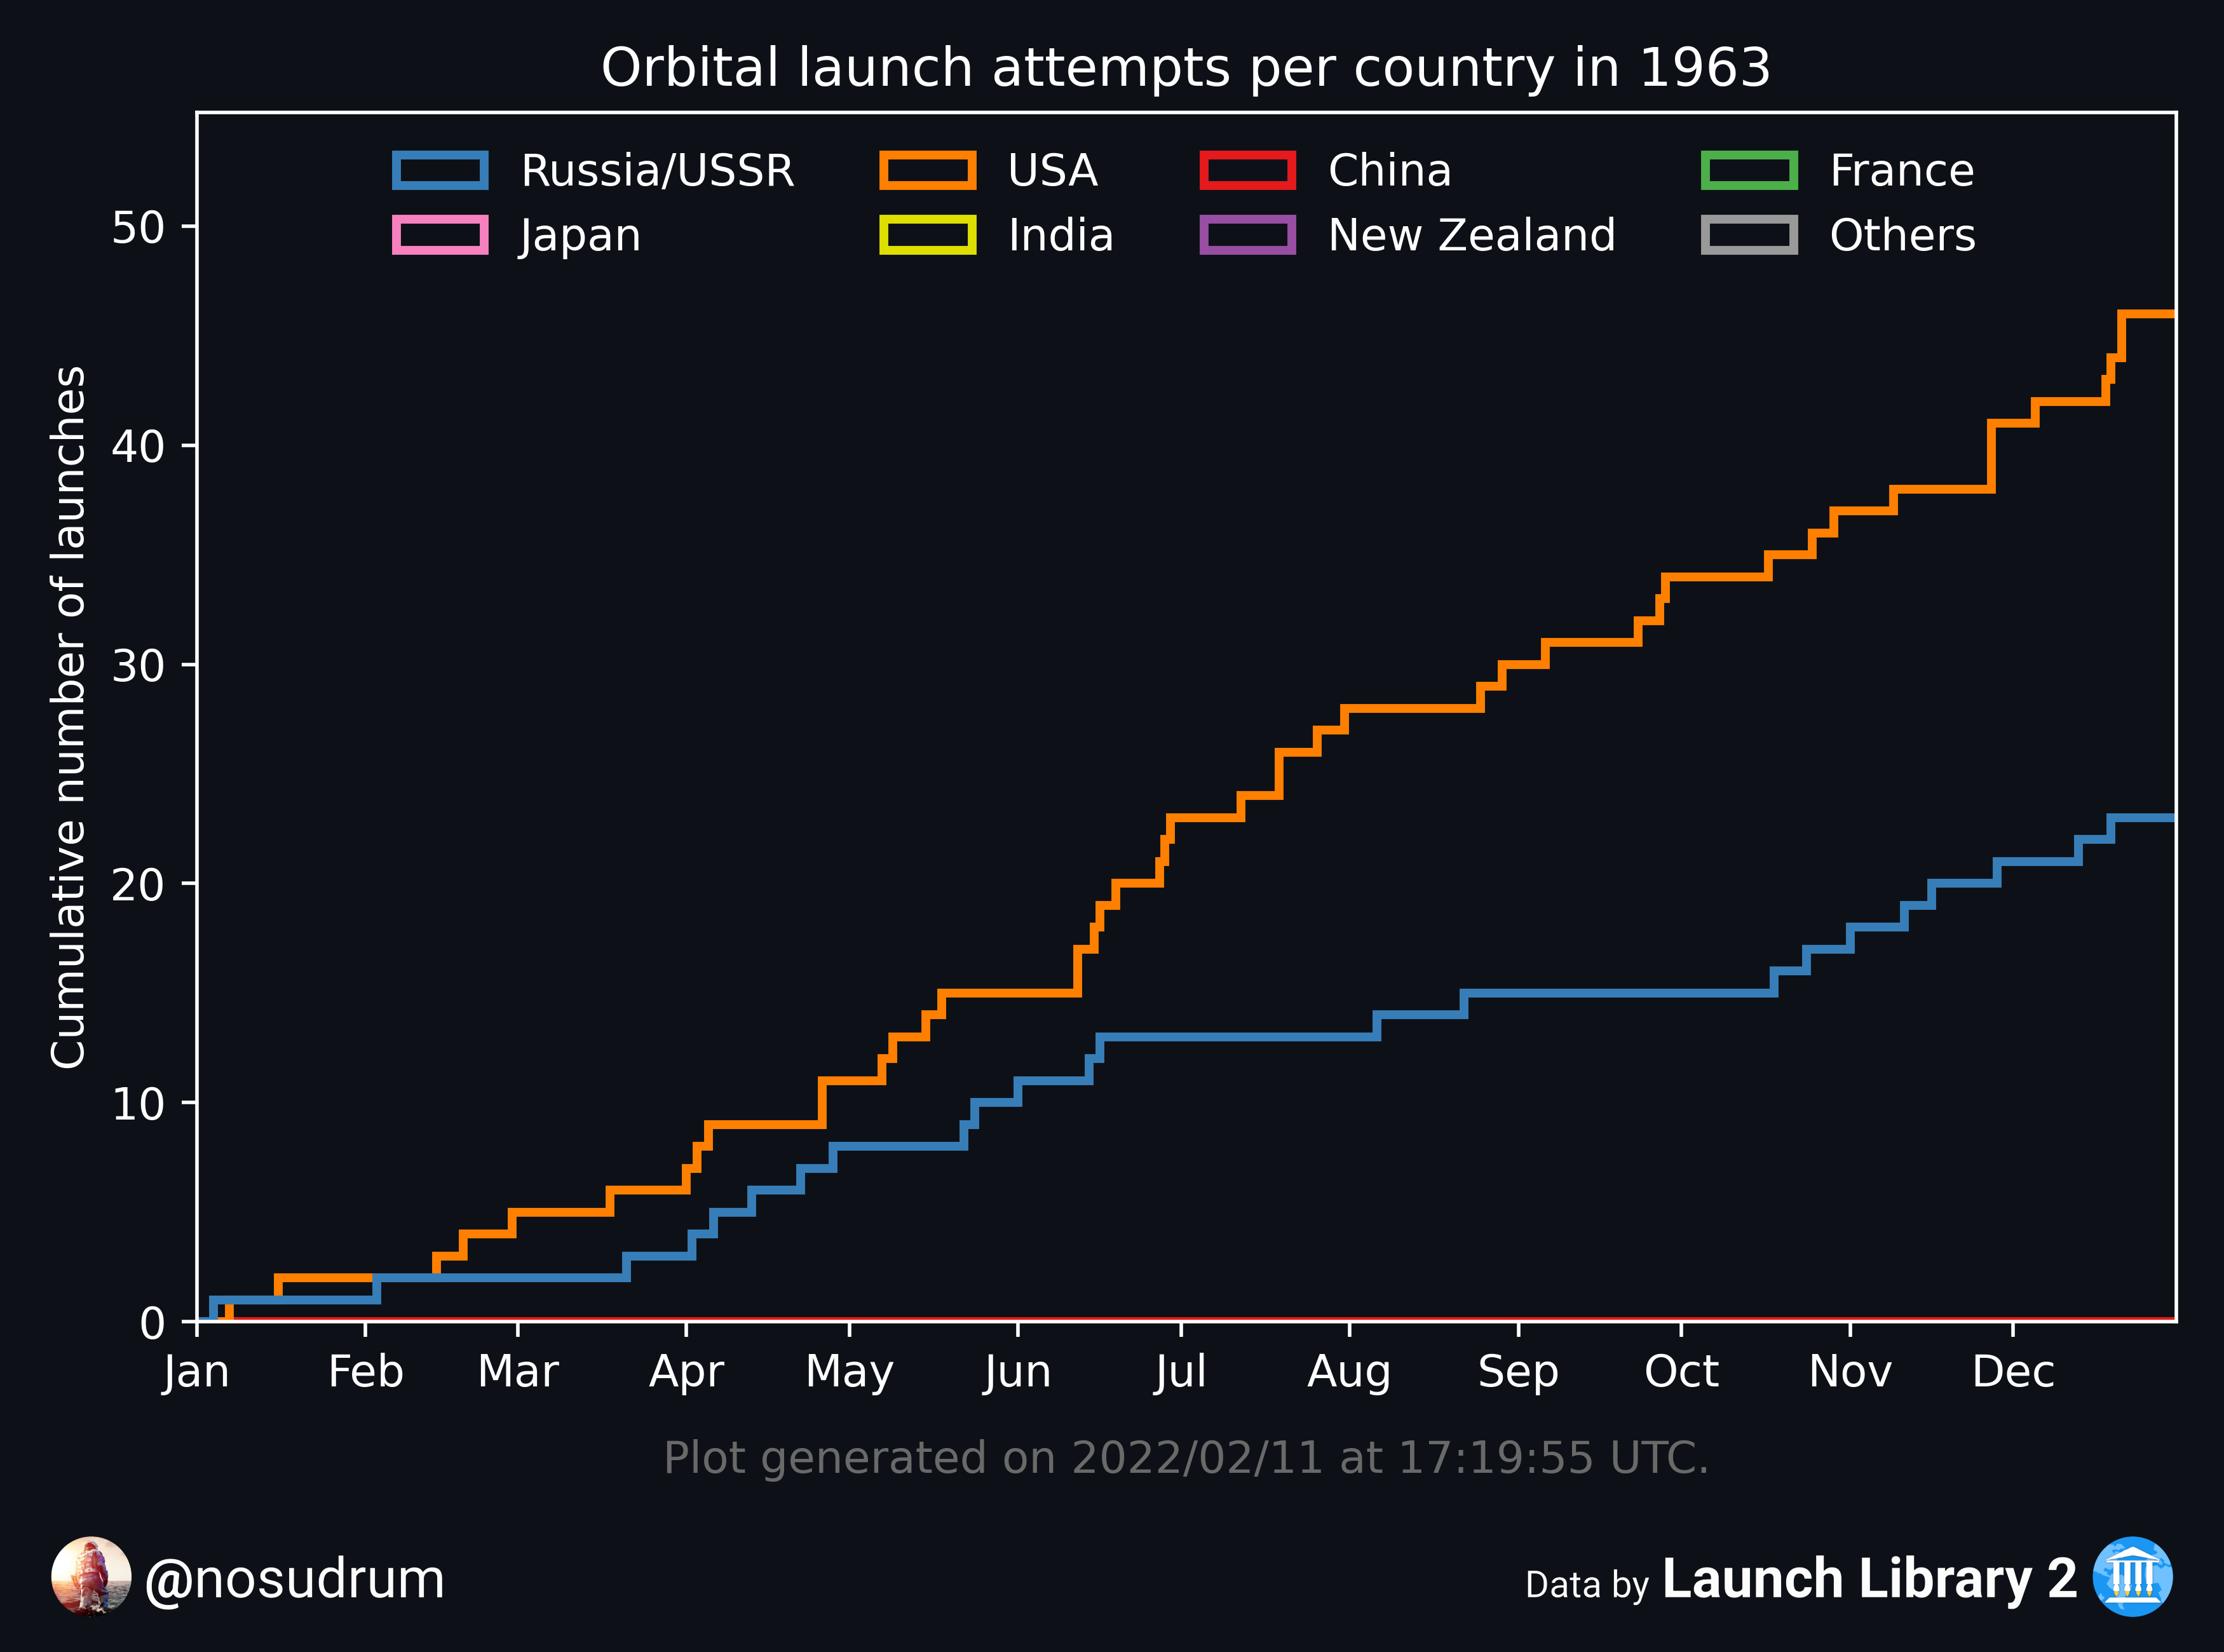 Orbital launch attempts per country in 1963
Russia/USSR USA China France
Japan India New Zealand Others
Cumulative number of launches
50
40
30
20
10
0
Jan Feb Mar Apr May Jun Jul Aug Sep Oct Nov Dec
Plot generated on 2022/02/11 at 17:19:55 UTC.
@nosudrum
Data by Launch Library 2